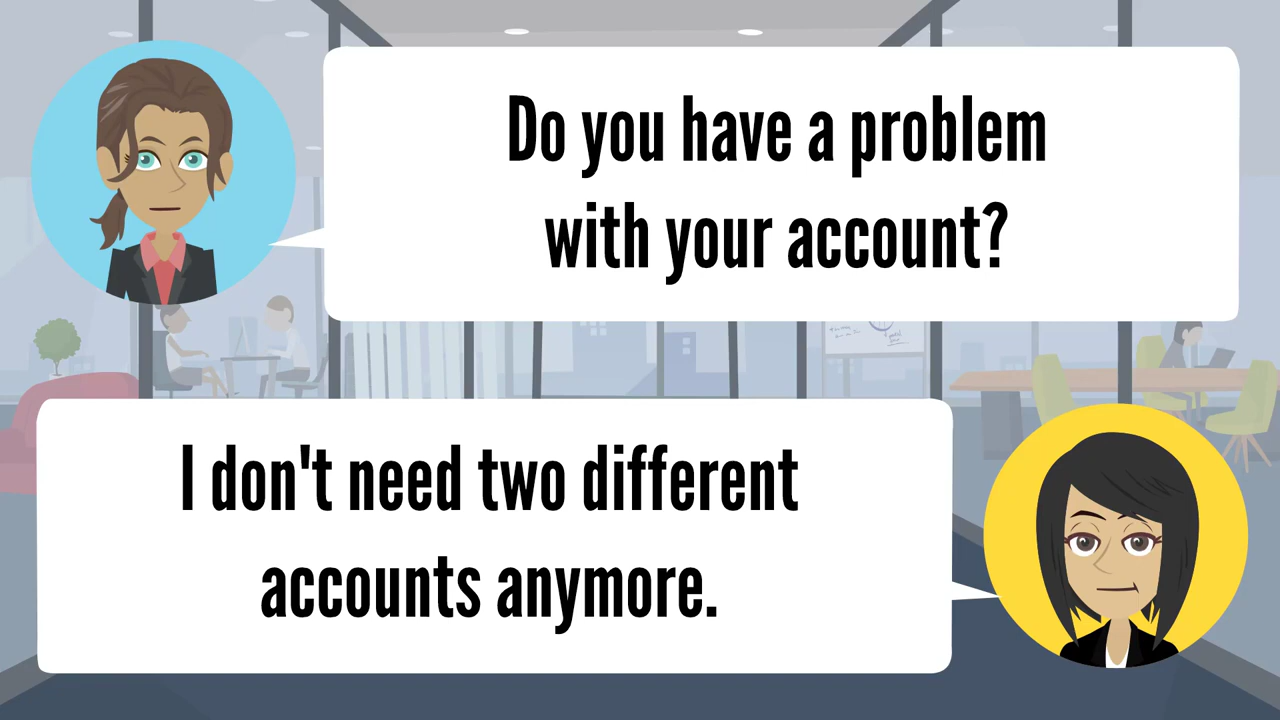 Do you have a problem
with your account?
I don't need two different
accounts anymore.